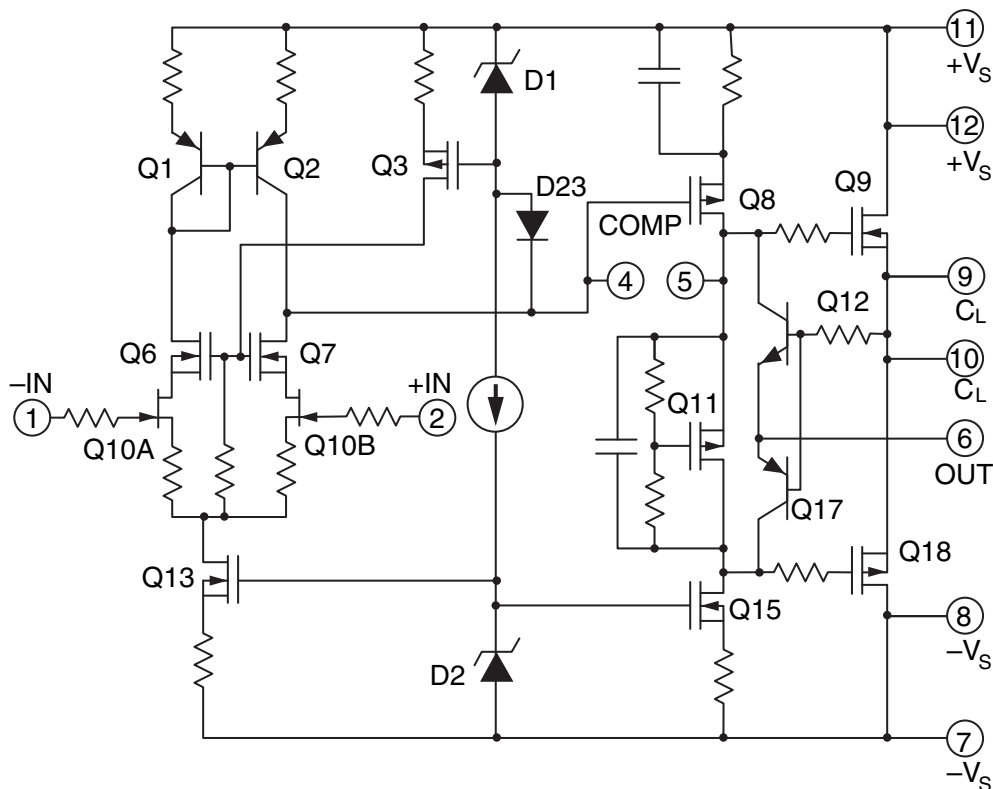 11
+VS
D1
12
+VS
Q1
Q2
Q3
D23
Q8
Q9
COMP
4
5
9
CL
Q12
Q6
Q7
10
CL
–IN
+IN
1
2
Q11
6
OUT
Q10A
Q10B
Q17
Q13
Q18
Q15
8
–VS
D2
7
–VS